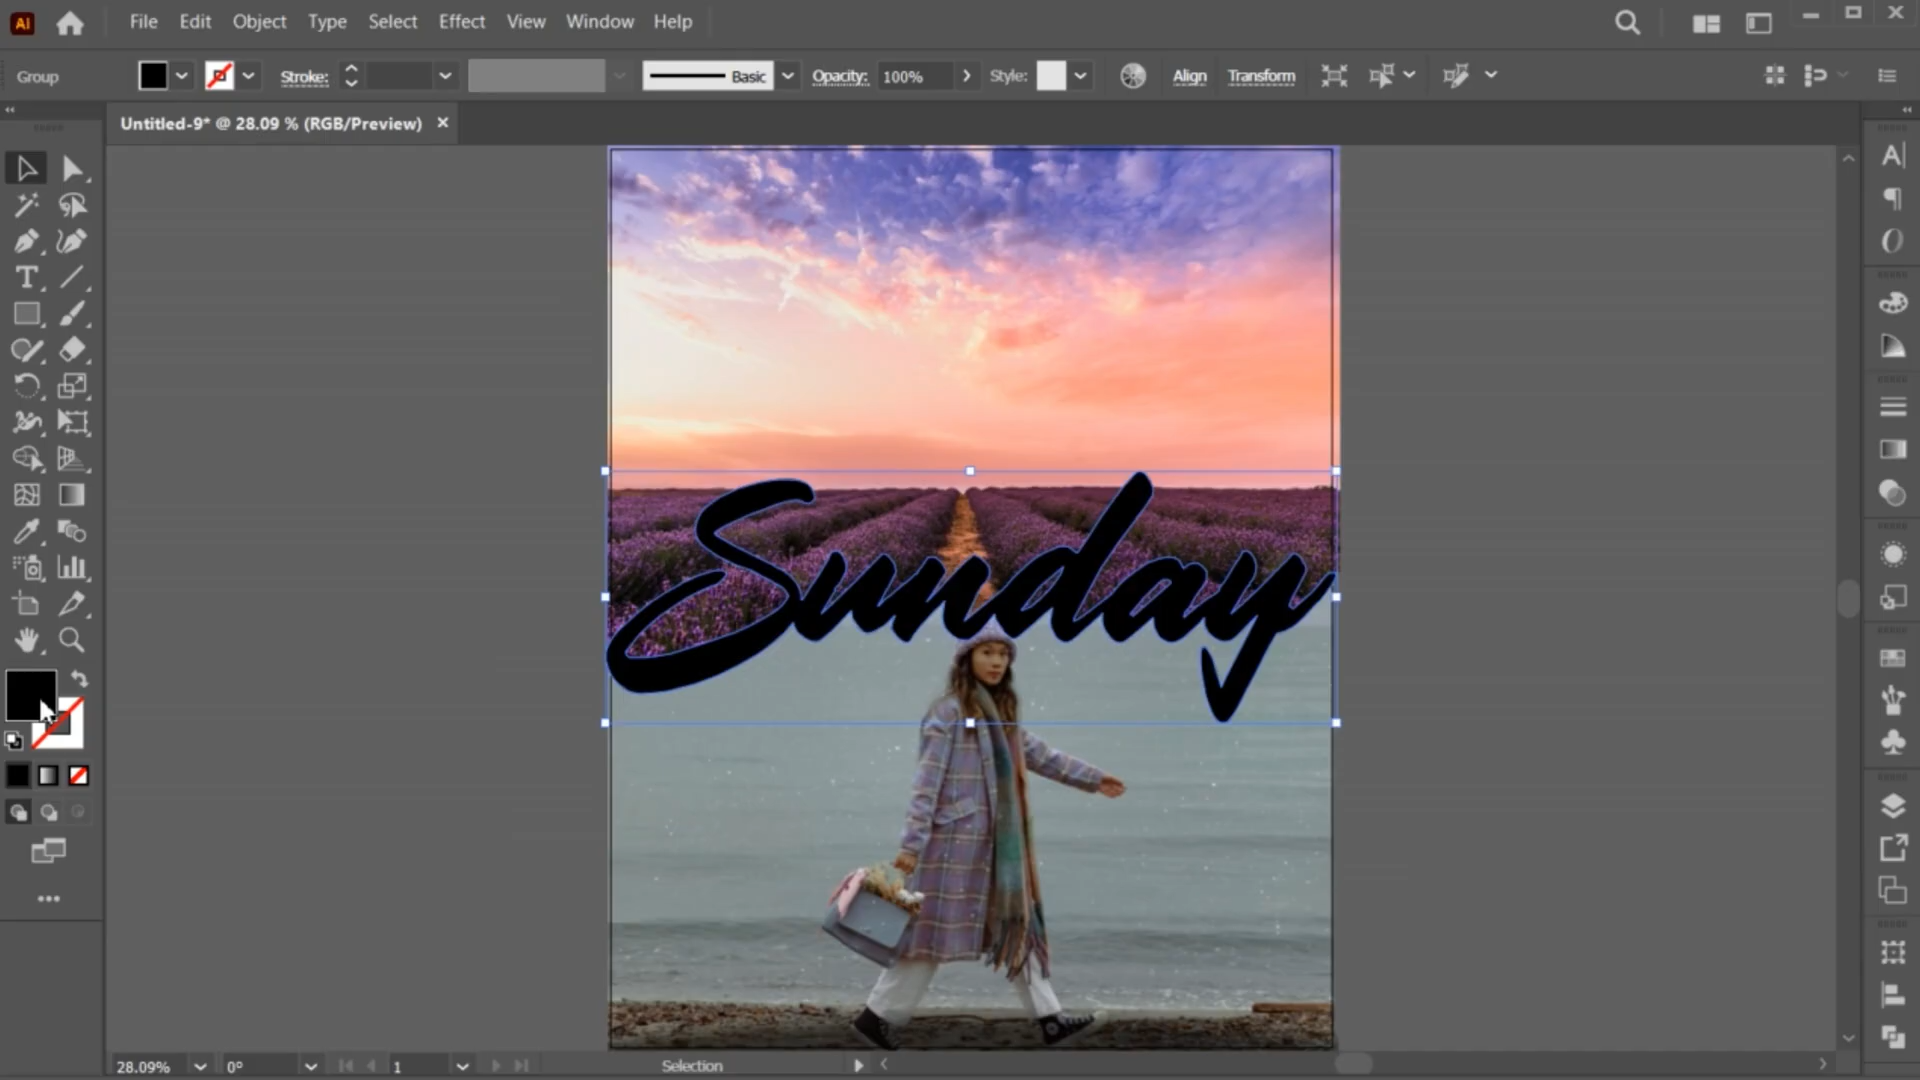 Ai File Edit Object Type Select Effect View Window Help
Group Stroke: Basic Opacity: 100% Style: Align Transform
Untitled-9* @ 28.09 % (RGB/Preview) ×
Sunday
28.09% 0° 1 Selection